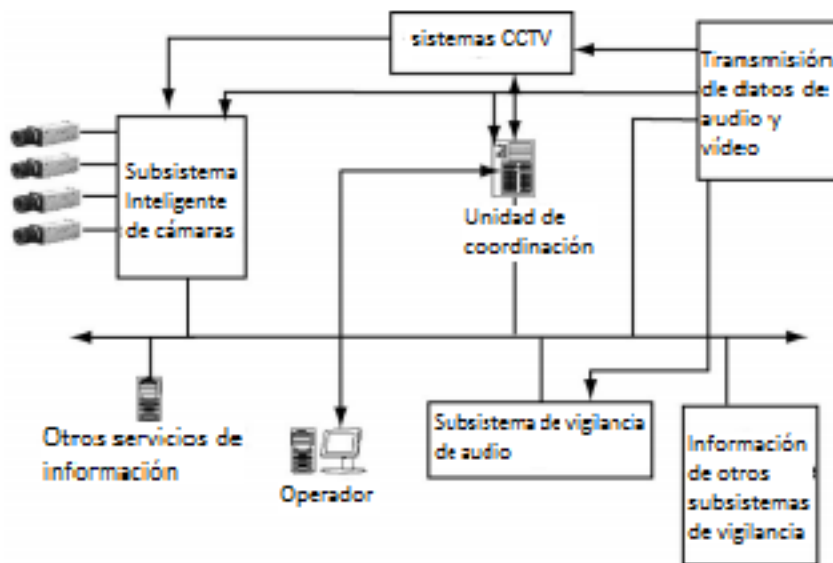 sistemas CCTV
Transmisión
de datos de
audio y
vídeo
Subsistema
Inteligente
de cámaras
Unidad de
coordinación
Otros servicios de
información
Operador
Subsistema de vigilancia
de audio
Información
de otros
subsistemas
de vigilancia